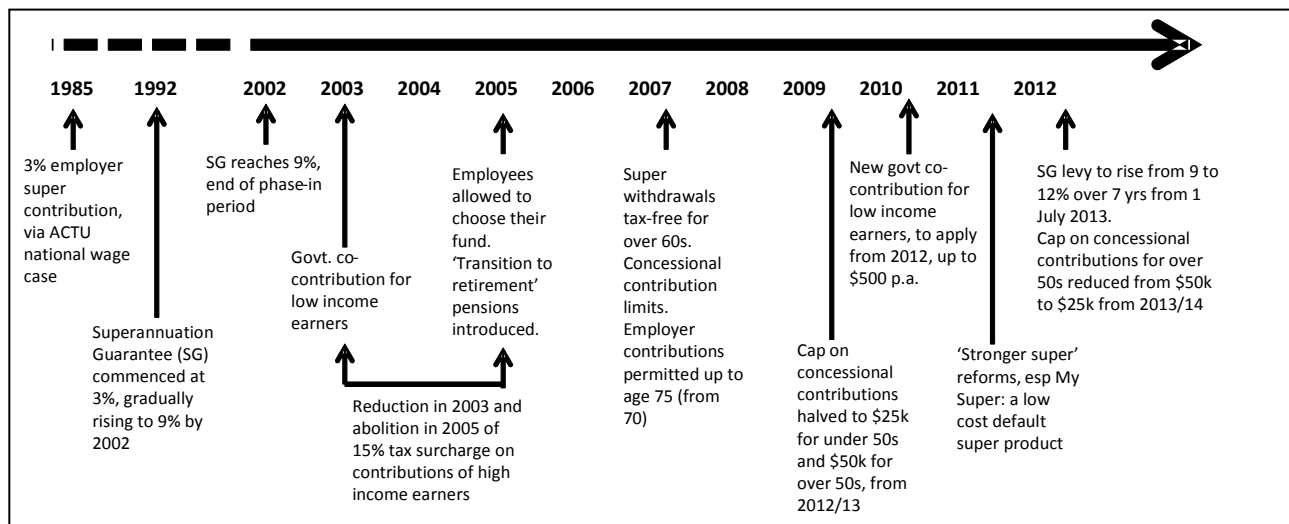 1985 1992 2002 2003 2004 2005 2006 2007 2008 2009 2010 2011 2012
3% employer
super
contribution,
via ACTU
national wage
case
Superannuation
Guarantee (SG)
commenced at
3%, gradually
rising to 9% by
2002
SG reaches 9%,
end of phase-in
period
Govt. co-
contribution for
low income
earners
Reduction in 2003 and
abolition in 2005 of
15% tax surcharge on
contributions of high
income earners
Employees
allowed to
choose their
fund.
‘Transition to
retirement’
pensions
introduced.
Super
withdrawals
tax-free for
over 60s.
Concessional
contribution
limits.
Employer
contributions
permitted up to
age 75 (from
70)
Cap on
concessional
contributions
halved to $25k
for under 50s
and $50k for
over 50s, from
2012/13
New govt co-
contribution for
low income
earners, to apply
from 2012, up to
$500 p.a.
‘Stronger super’
reforms, esp My
Super: a low
cost default
super product
SG levy to rise from 9 to
12% over 7 yrs from 1
July 2013.
Cap on concessional
contributions for over
50s reduced from $50k
to $25k from 2013/14